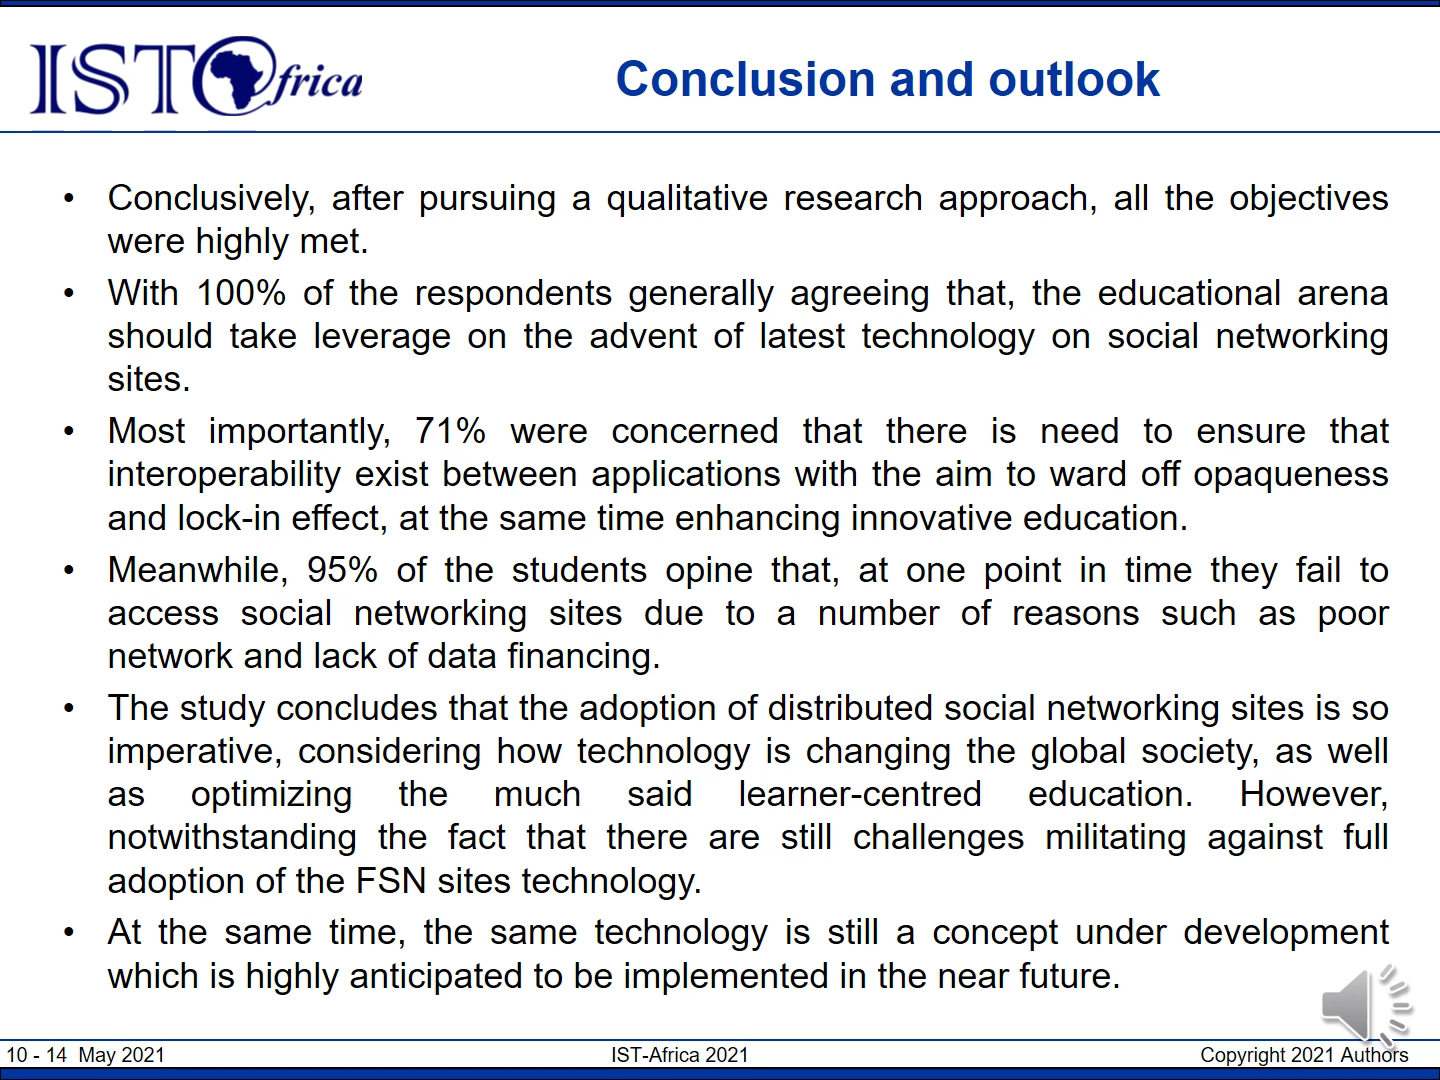 IST@frica
Conclusion and outlook
• Conclusively, after pursuing a qualitative research approach, all the objectives
were highly met.
• With 100% of the respondents generally agreeing that, the educational arena
should take leverage on the advent of latest technology on social networking
sites.
• Most importantly, 71% were concerned that there is need to ensure that
interoperability exist between applications with the aim to ward off opaqueness
and lock-in effect, at the same time enhancing innovative education.
• Meanwhile, 95% of the students opine that, at one point in time they fail to
access social networking sites due to a number of reasons such as poor
network and lack of data financing.
• The study concludes that the adoption of distributed social networking sites is so
imperative, considering how technology is changing the global society, as well
as optimizing the much said learner-centred education. However,
notwithstanding the fact that there are still challenges militating against full
adoption of the FSN sites technology.
• At the same time, the same technology is still a concept under development
which is highly anticipated to be implemented in the near future.
10 - 14 May 2021 IST-Africa 2021 Copyright 2021 Authors